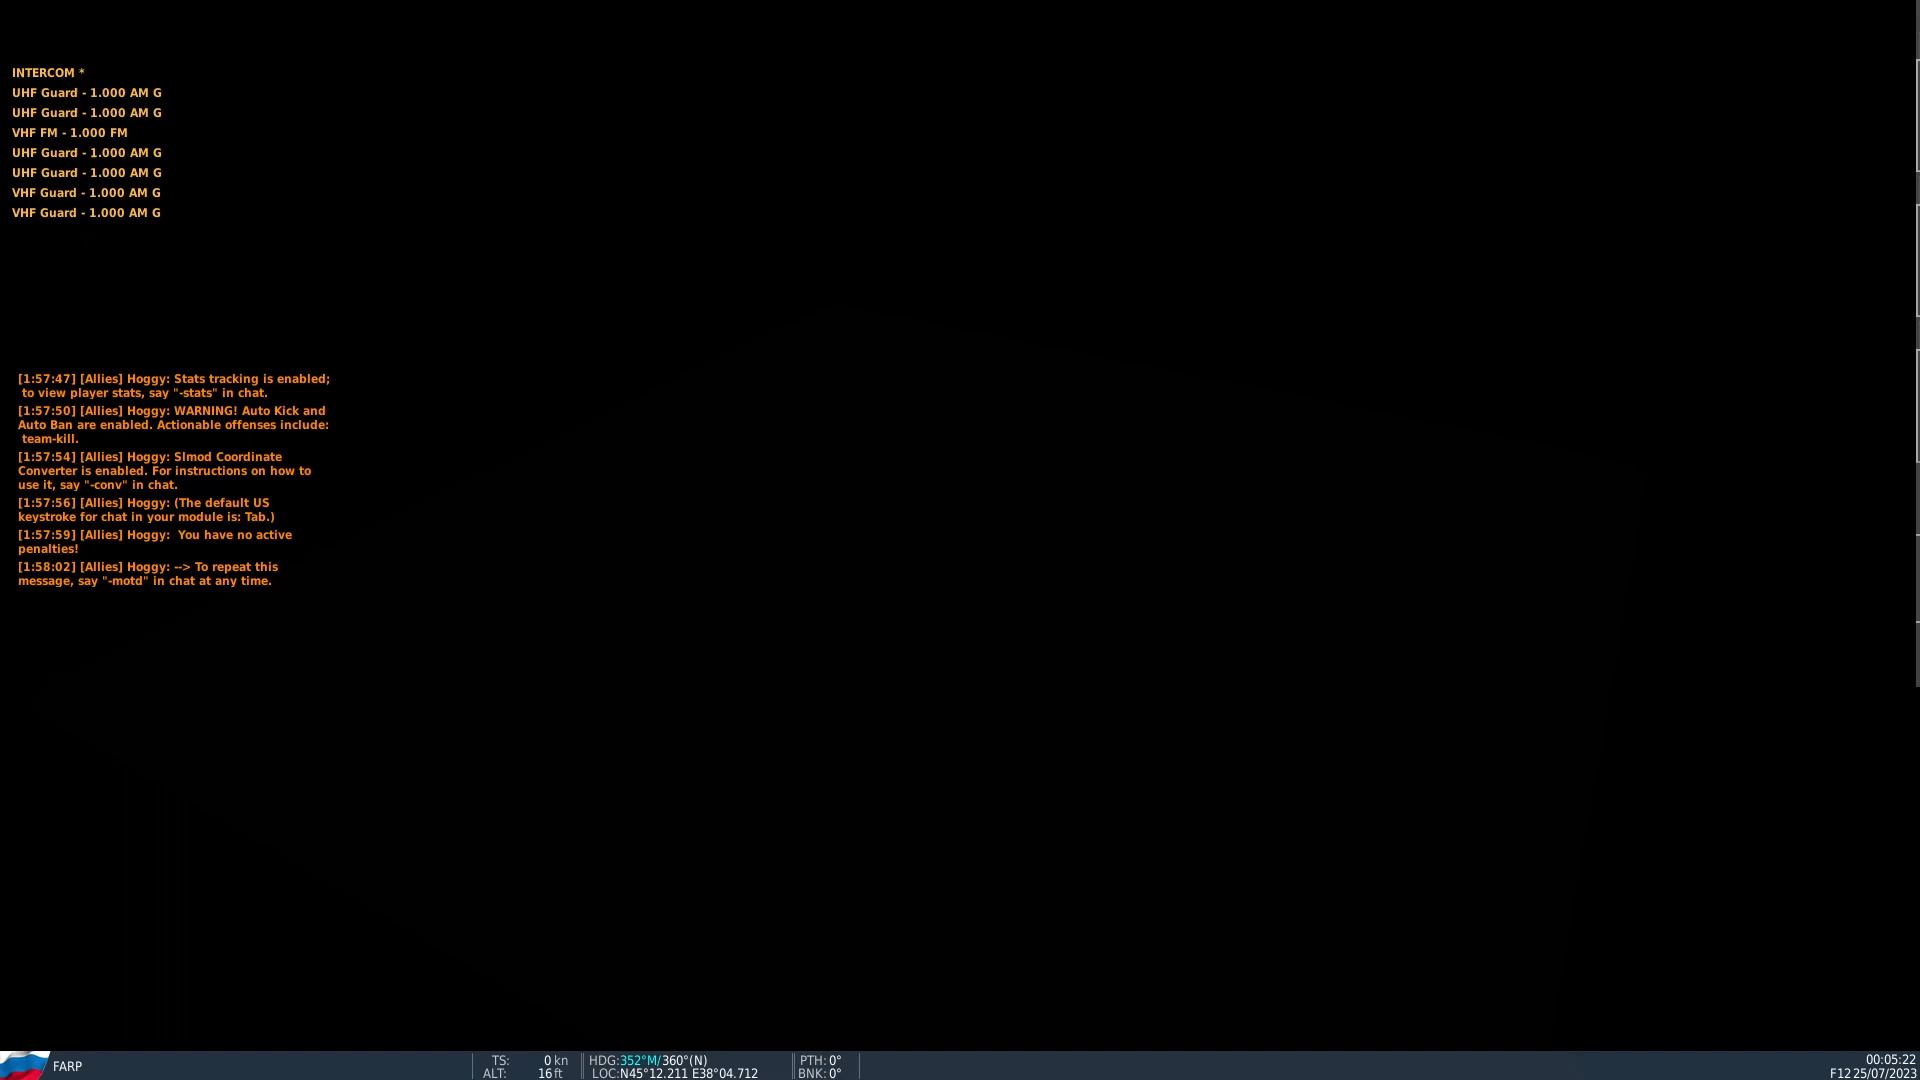 INTERCOM *
UHF Guard - 1.000 AM G
UHF Guard - 1.000 AM G
VHF FM - 1.000 FM
UHF Guard - 1.000 AM G
UHF Guard - 1.000 AM G
VHF Guard - 1.000 AM G
VHF Guard - 1.000 AM G
[1:57:47] [Allies] Hoggy: Stats tracking is enabled;
to view player stats, say "-stats" in chat.
[1:57:50] [Allies] Hoggy: WARNING! Auto Kick and
Auto Ban are enabled. Actionable offenses include:
team-kill.
[1:57:54] [Allies] Hoggy: Slmod Coordinate
Converter is enabled. For instructions on how to
use it, say "-conv" in chat.
[1:57:56] [Allies] Hoggy: (The default US
keystroke for chat in your module is: Tab.)
[1:57:59] [Allies] Hoggy:  You have no active
penalties!
[1:58:02] [Allies] Hoggy: --> To repeat this
message, say "-motd" in chat at any time.
FARP
TS: 0 kn HDG:352°M/360°(N) PTH: 0° 00:05:22
ALT: 16 ft LOC:N45°12.211 E38°04.712 BNK: 0° F12 25/07/2023